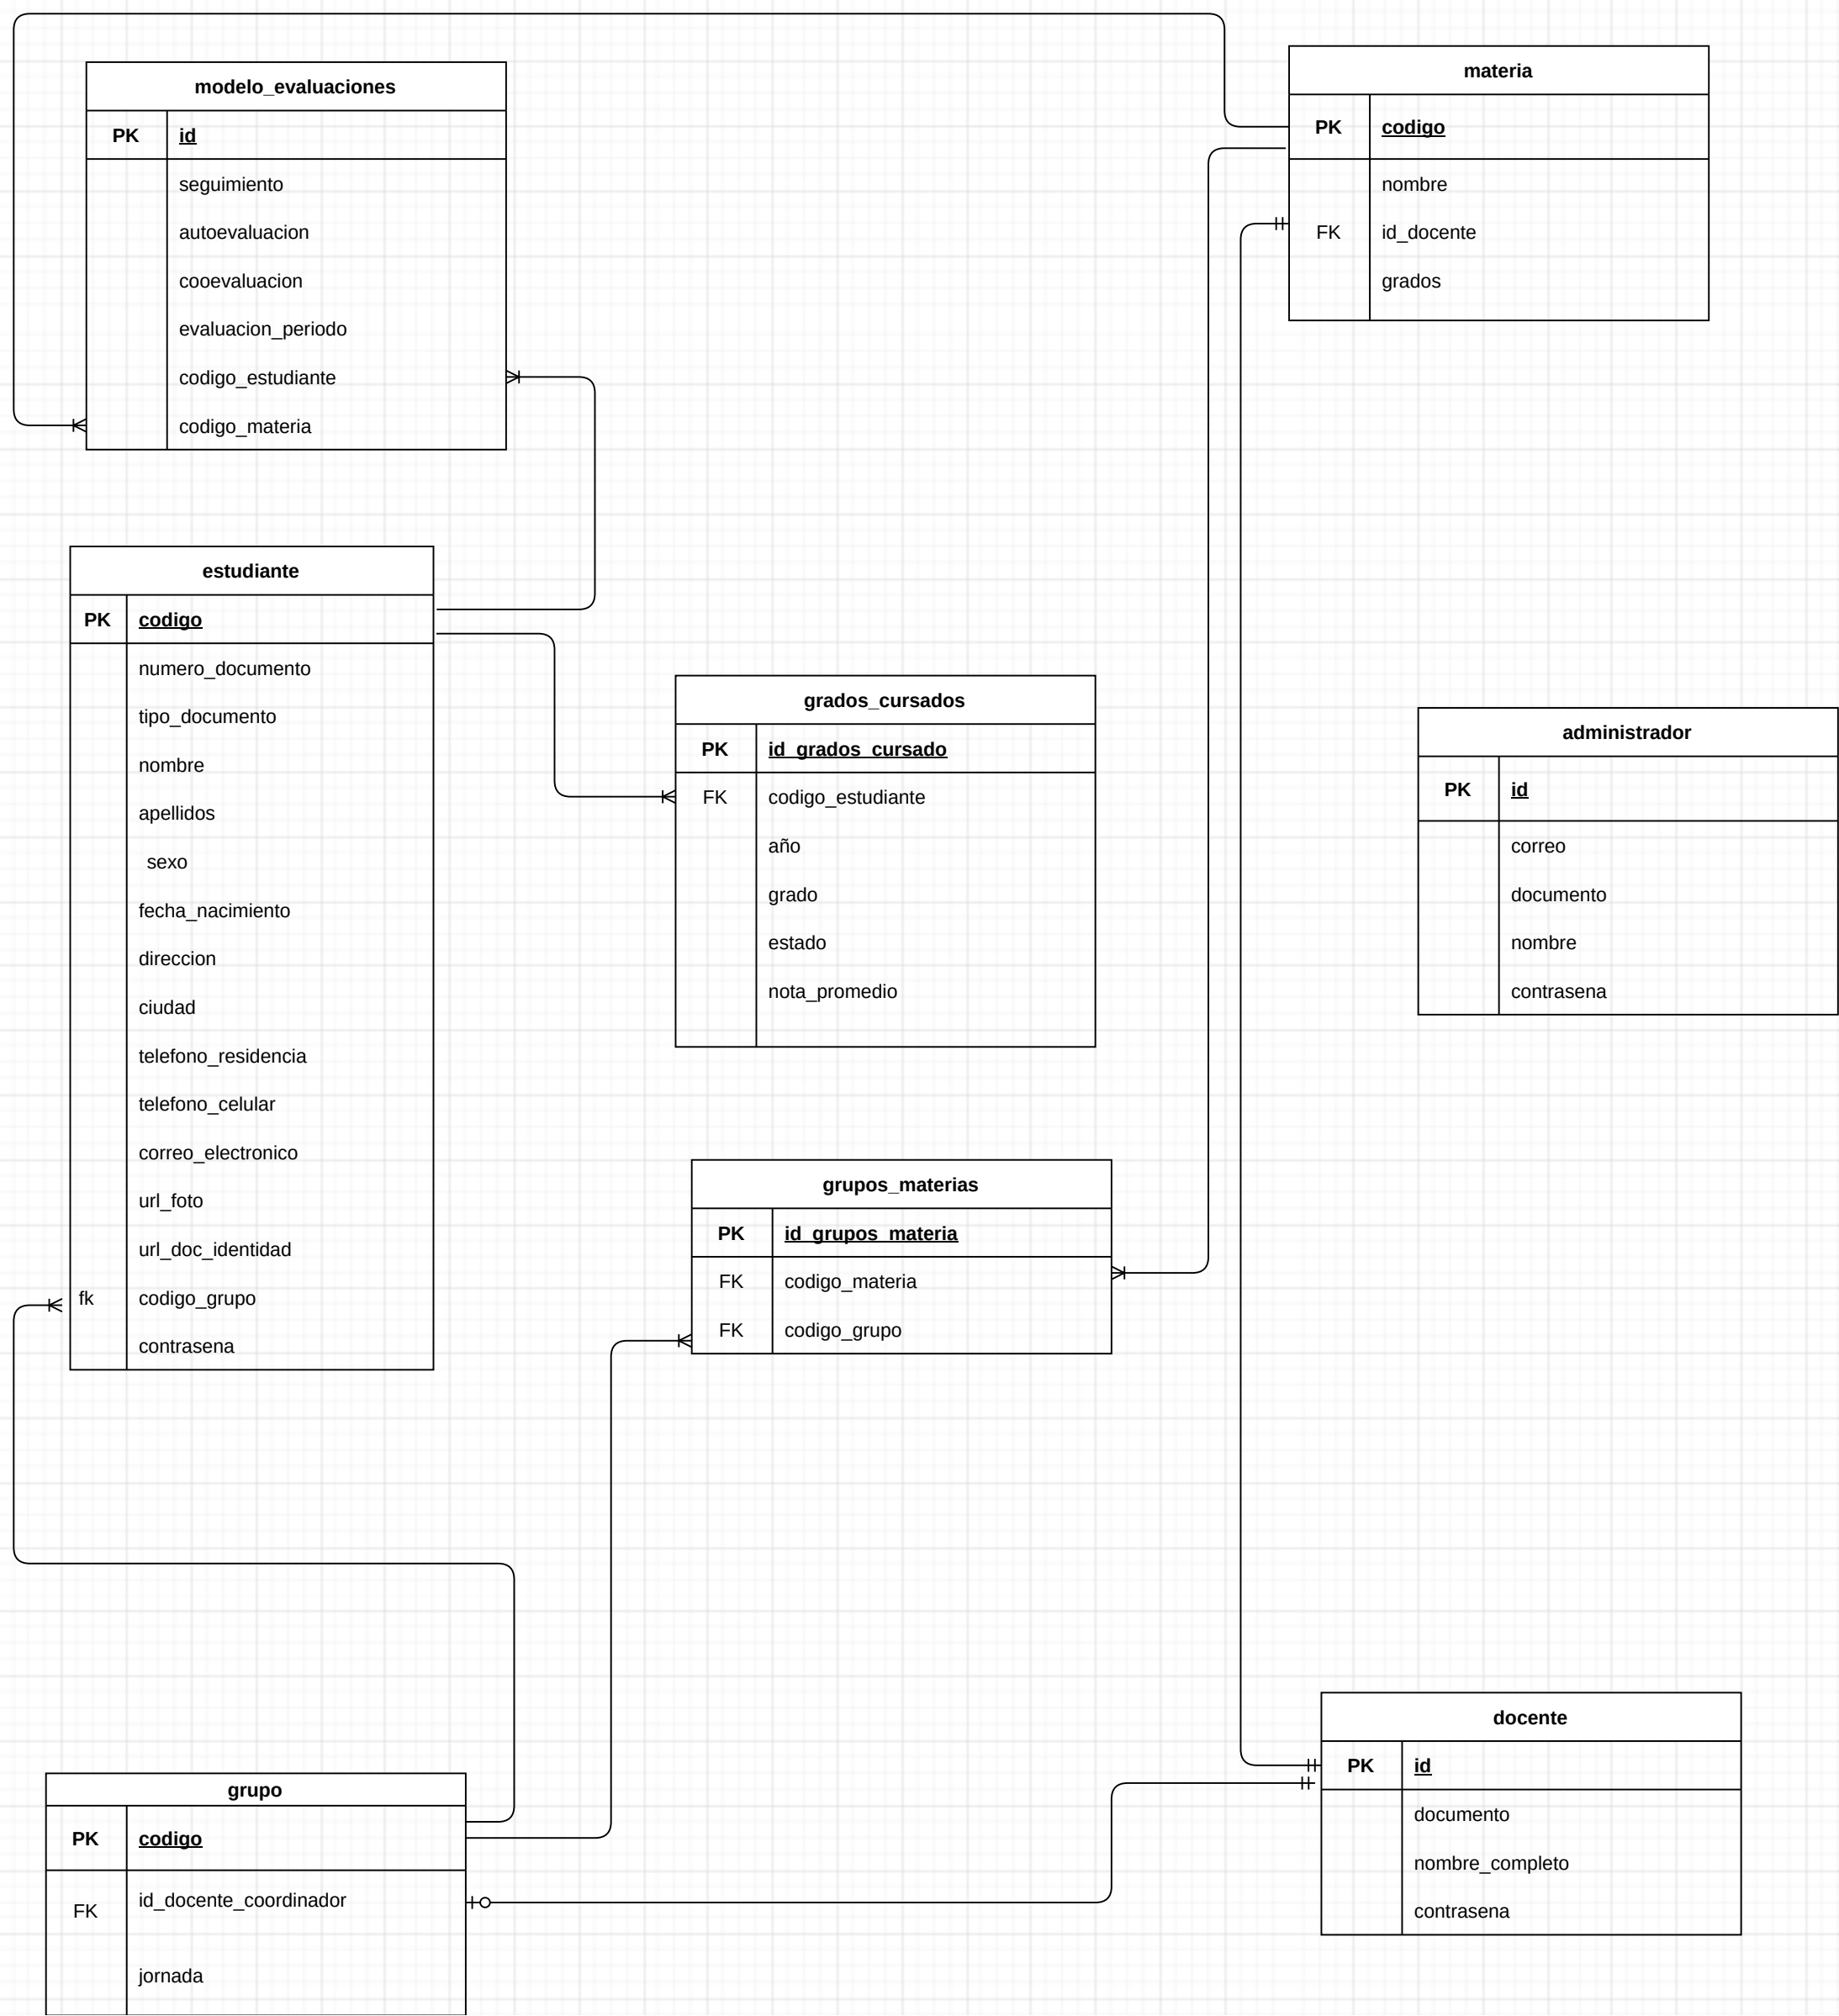 modelo_evaluaciones
PK id
seguimiento
autoevaluacion
cooevaluacion
evaluacion_periodo
codigo_estudiante
codigo_materia
materia
PK codigo
nombre
FK id_docente
grados
estudiante
PK codigo
numero_documento
tipo_documento
nombre
apellidos
sexo
fecha_nacimiento
direccion
ciudad
telefono_residencia
telefono_celular
correo_electronico
url_foto
url_doc_identidad
fk codigo_grupo
contrasena
grados_cursados
PK id_grados_cursado
FK codigo_estudiante
año
grado
estado
nota_promedio
administrador
PK id
correo
documento
nombre
contrasena
grupos_materias
PK id_grupos_materia
FK codigo_materia
FK codigo_grupo
grupo
PK codigo
FK id_docente_coordinador
jornada
docente
PK id
documento
nombre_completo
contrasena